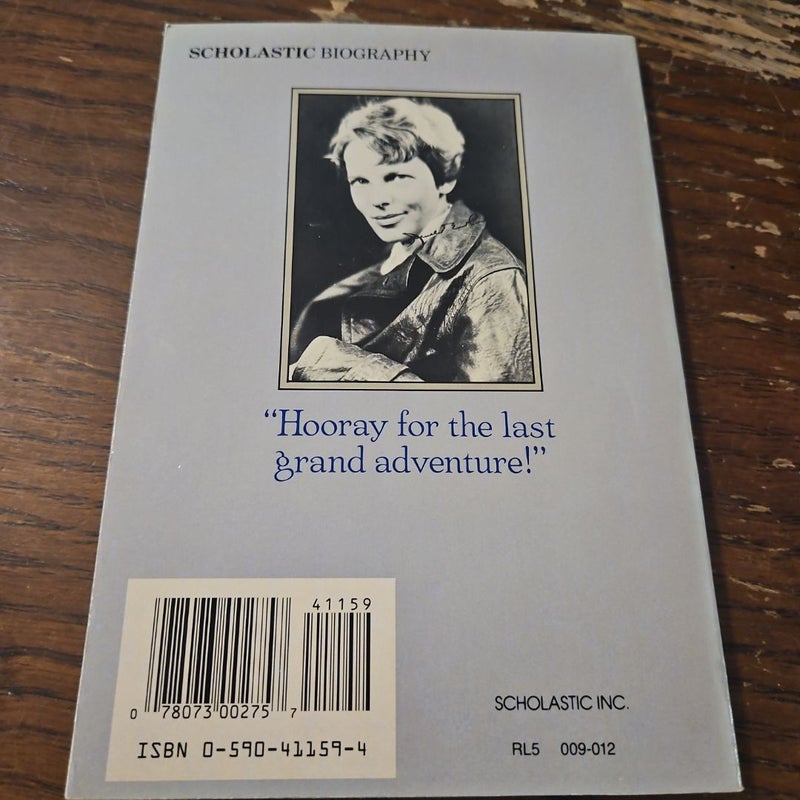 SCHOLASTIC BIOGRAPHY
“Hooray for the last
grand adventure!”
41159
0 78073 00275 7
ISBN 0-590-41159-4
SCHOLASTIC INC.
RL5 009-012